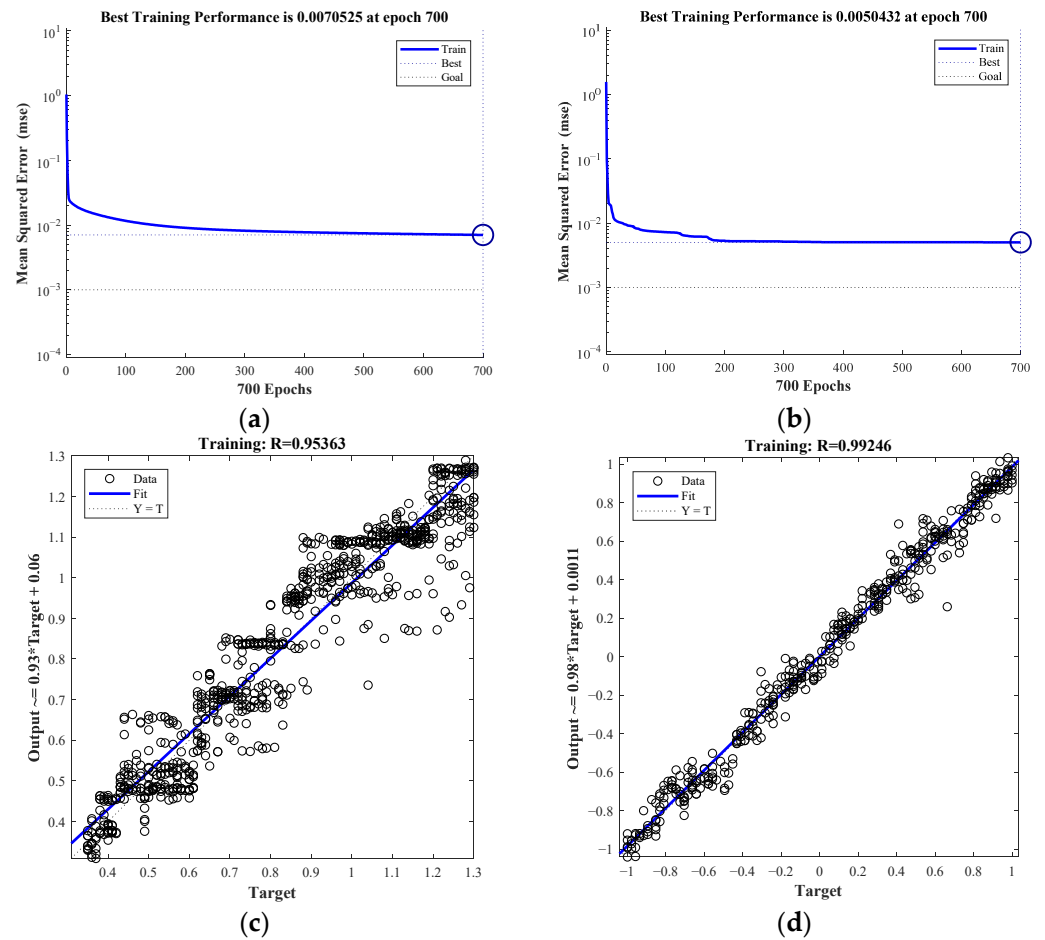 Best Training Performance is 0.0070525 at epoch 700
10^1
10^0
10^−1
10^−2
10^−3
10^−4
Mean Squared Error (mse)
Train
Best
Goal
0 100 200 300 400 500 600 700
700 Epochs
(a)
Best Training Performance is 0.0050432 at epoch 700
10^1
10^0
10^−1
10^−2
10^−3
10^−4
Mean Squared Error (mse)
Train
Best
Goal
0 100 200 300 400 500 600 700
700 Epochs
(b)
Training: R=0.95363
1.3
1.2
1.1
1
0.9
0.8
0.7
0.6
0.5
0.4
Output ~= 0.93*Target + 0.06
Data
Fit
Y = T
0.4 0.5 0.6 0.7 0.8 0.9 1 1.1 1.2 1.3
Target
(c)
Training: R=0.99246
1
0.8
0.6
0.4
0.2
0
−0.2
−0.4
−0.6
−0.8
−1
Output ~= 0.98*Target + 0.0011
Data
Fit
Y = T
−1 −0.8 −0.6 −0.4 −0.2 0 0.2 0.4 0.6 0.8 1
Target
(d)